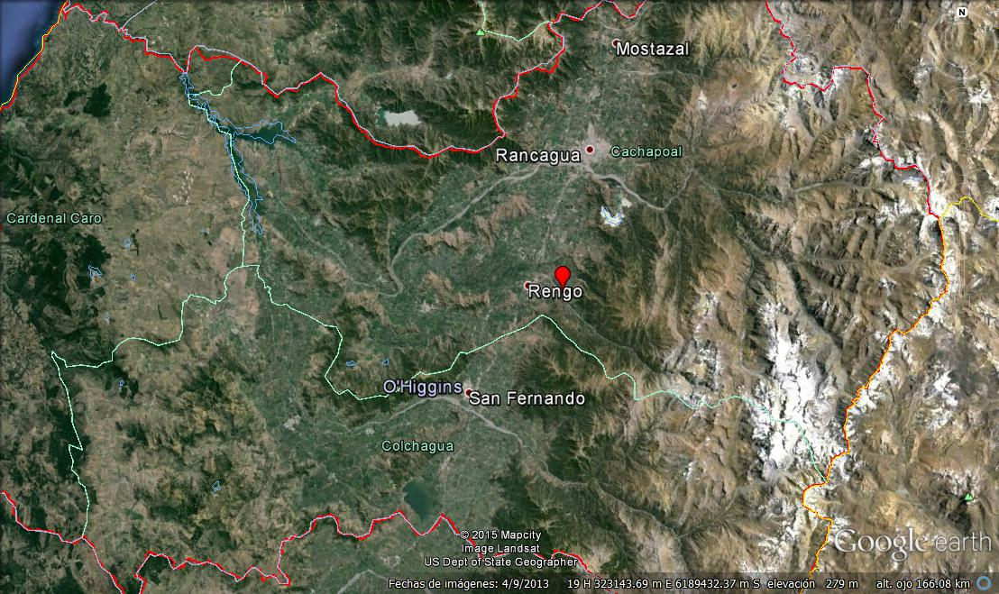 N
Mostazal
Rancagua
Cachapoal
Cardenal Caro
Rengo
O'Higgins
San Fernando
Colchagua
© 2015 Mapcity
Image Landsat
US Dept of State Geographer
Google earth
Fechas de imágenes: 4/9/2013 19 H 323143.69 m E 6189432.37 m S elevación 279 m alt. ojo 166.08 km